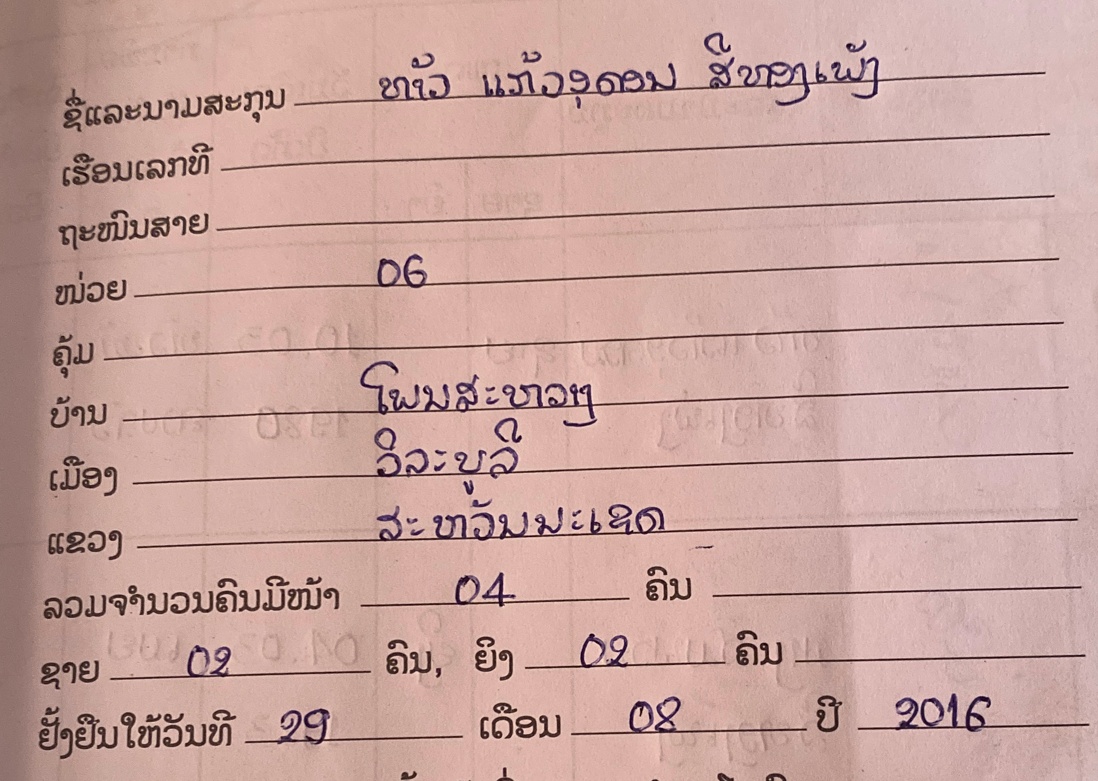 ຊື່ແລະນາມສະກຸນ ທ້າວ ແກ້ວອຸດອນ ສີທອງເພັງ
ເຮືອນເລກທີ
ຖະໜົນສາຍ
ໜ່ວຍ 06
ຄຸ້ມ
ບ້ານ ໂພນສະຫວາງ
ເມືອງ ວິລະບູລີ
ແຂວງ ສະຫວັນນະເຂດ
ລວມຈຳນວນຄົນມີໜ້າ 04 ຄົນ
ຊາຍ 02 ຄົນ, ຍິງ 02 ຄົນ
ຢັ້ງຢືນໃຫ້ວັນທີ 29 ເດືອນ 08 ປີ 2016